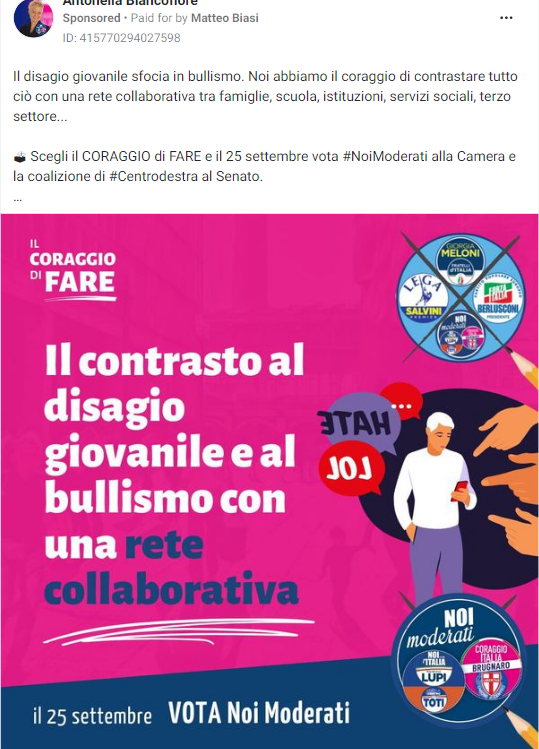 Antonella Biancofiore
Sponsored • Paid for by Matteo Biasi
ID: 415770294027598
Il disagio giovanile sfocia in bullismo. Noi abbiamo il coraggio di contrastare tutto
ciò con una rete collaborativa tra famiglie, scuola, istituzioni, servizi sociali, terzo
settore...
🗳 Scegli il CORAGGIO di FARE e il 25 settembre vota #NoiModerati alla Camera e
la coalizione di #Centrodestra al Senato.
...
IL
CORAGGIO
DI FARE
GIORGIA
MELONI
FRATELLI
d'ITALIA
LEGA
SALVINI
PREMIER
FORZA
ITALIA
BERLUSCONI
PRESIDENTE
NOI
moderati
Il contrasto al
disagio
giovanile e al
bullismo con
una rete
collaborativa
...
HATE
LOL
NOI
moderati
NOI CON
L'ITALIA
LUPI
ITALIA
TOTI
CORAGGIO
ITALIA
BRUGNARO
il 25 settembre VOTA Noi Moderati